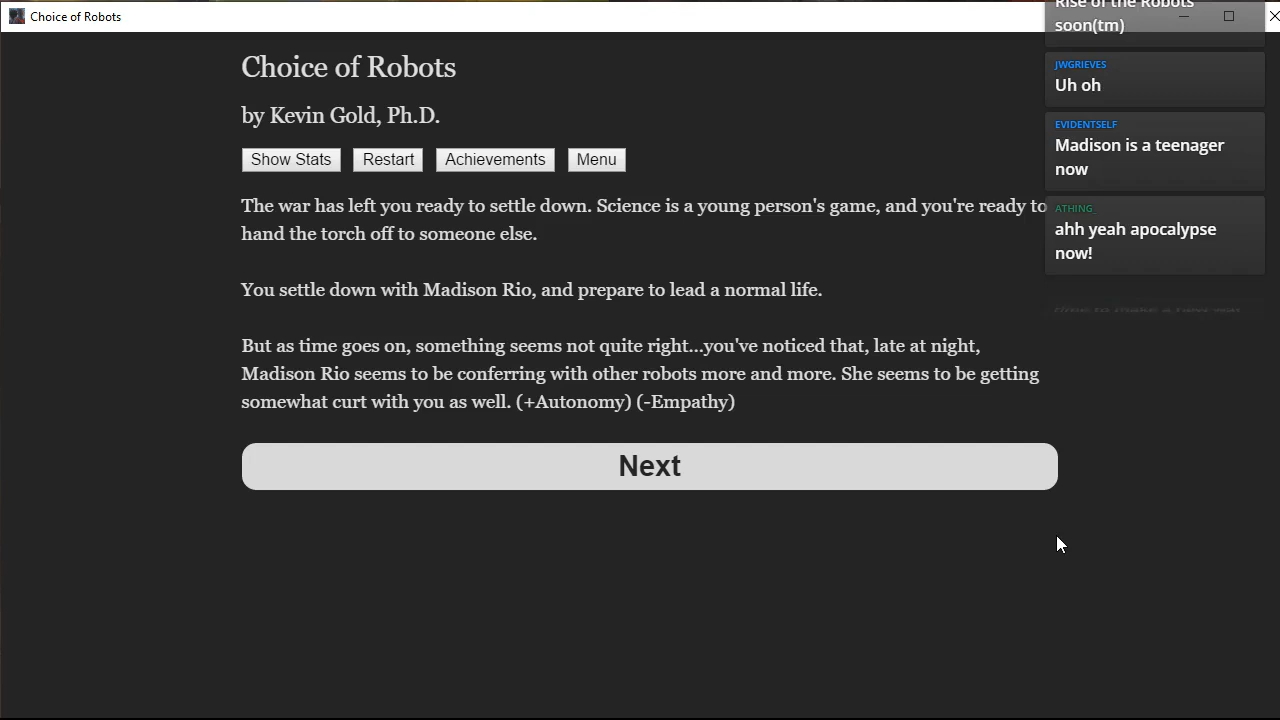 Choice of Robots
Choice of Robots
by Kevin Gold, Ph.D.
Show Stats Restart Achievements Menu
The war has left you ready to settle down. Science is a young person's game, and you're ready to
hand the torch off to someone else.
You settle down with Madison Rio, and prepare to lead a normal life.
But as time goes on, something seems not quite right...you've noticed that, late at night,
Madison Rio seems to be conferring with other robots more and more. She seems to be getting
somewhat curt with you as well. (+Autonomy) (-Empathy)
Next
Rise of the Robots
soon(tm)
JWGRIEVES
Uh oh
EVIDENTSELF
Madison is a teenager
now
ATHING
ahh yeah apocalypse
now!